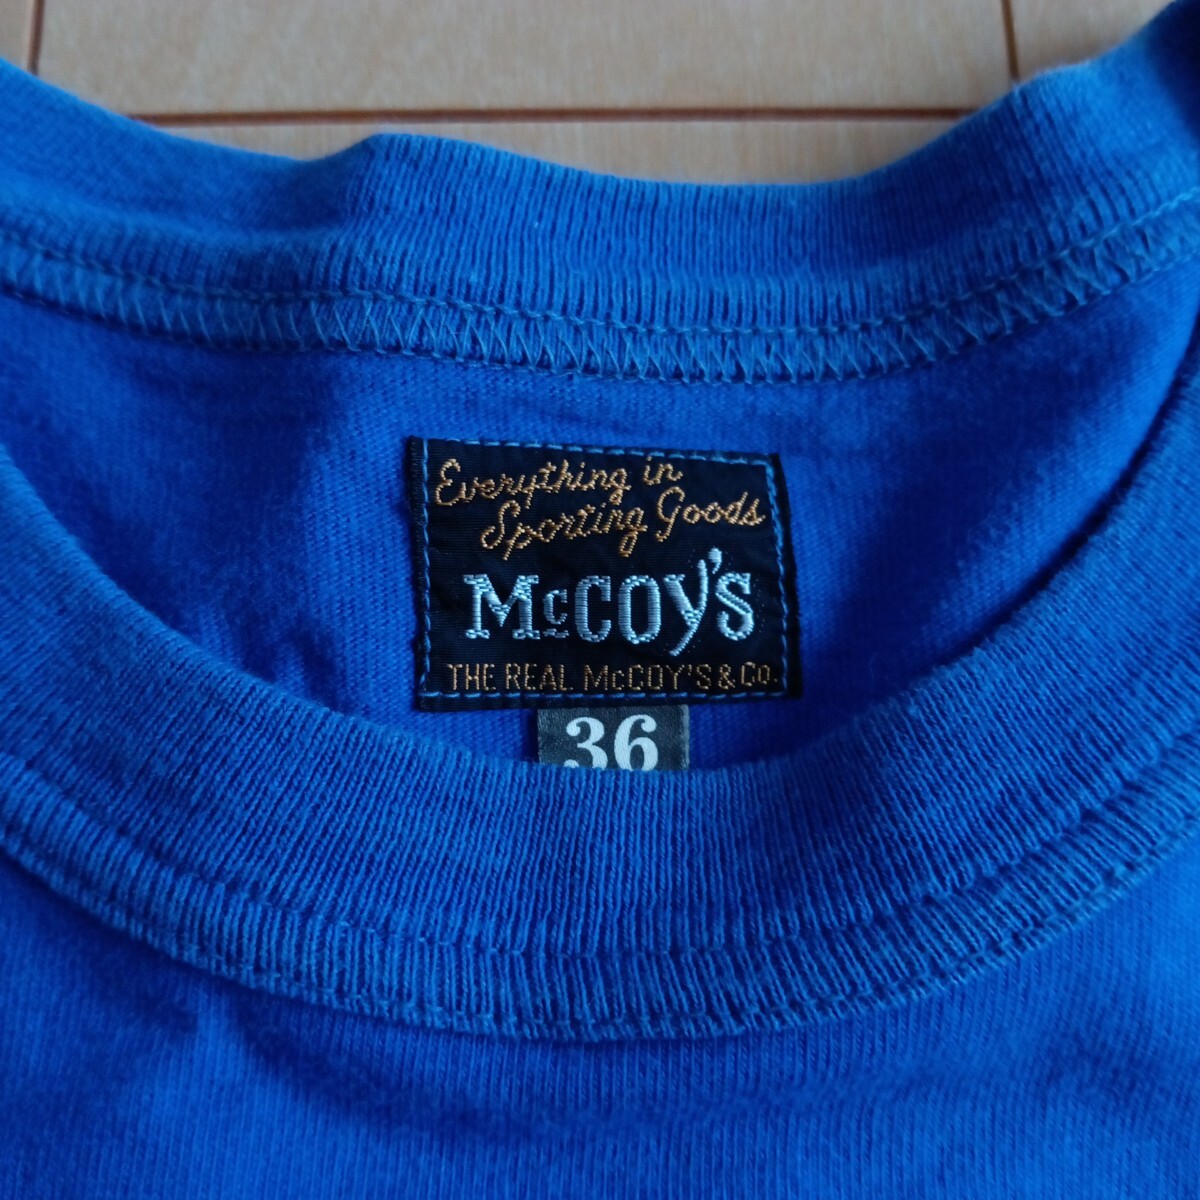 Everything in
Sporting Goods
McCOY'S
THE REAL McCOY'S & Co.
36